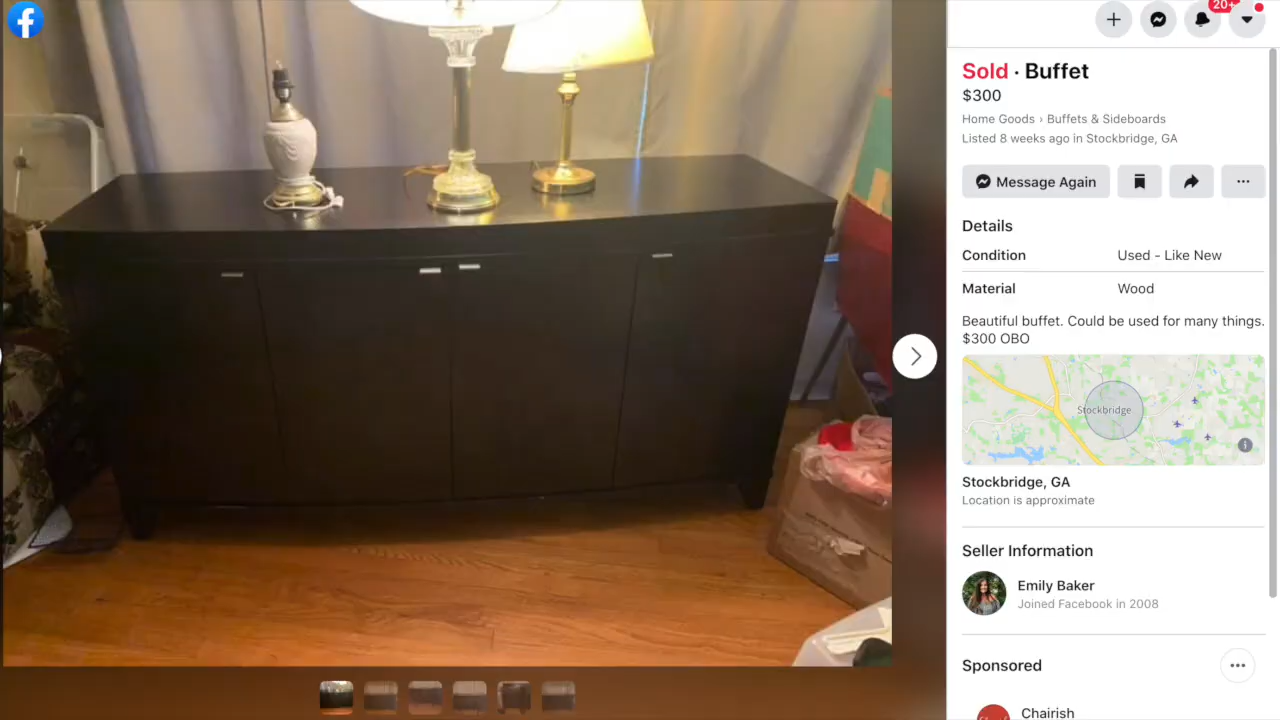 20+
Sold · Buffet
$300
Home Goods › Buffets & Sideboards
Listed 8 weeks ago in Stockbridge, GA
Message Again
Details
Condition Used - Like New
Material Wood
Beautiful buffet. Could be used for many things.
$300 OBO
Stockbridge
Stockbridge, GA
Location is approximate
Seller Information
Emily Baker
Joined Facebook in 2008
Sponsored
Chairish